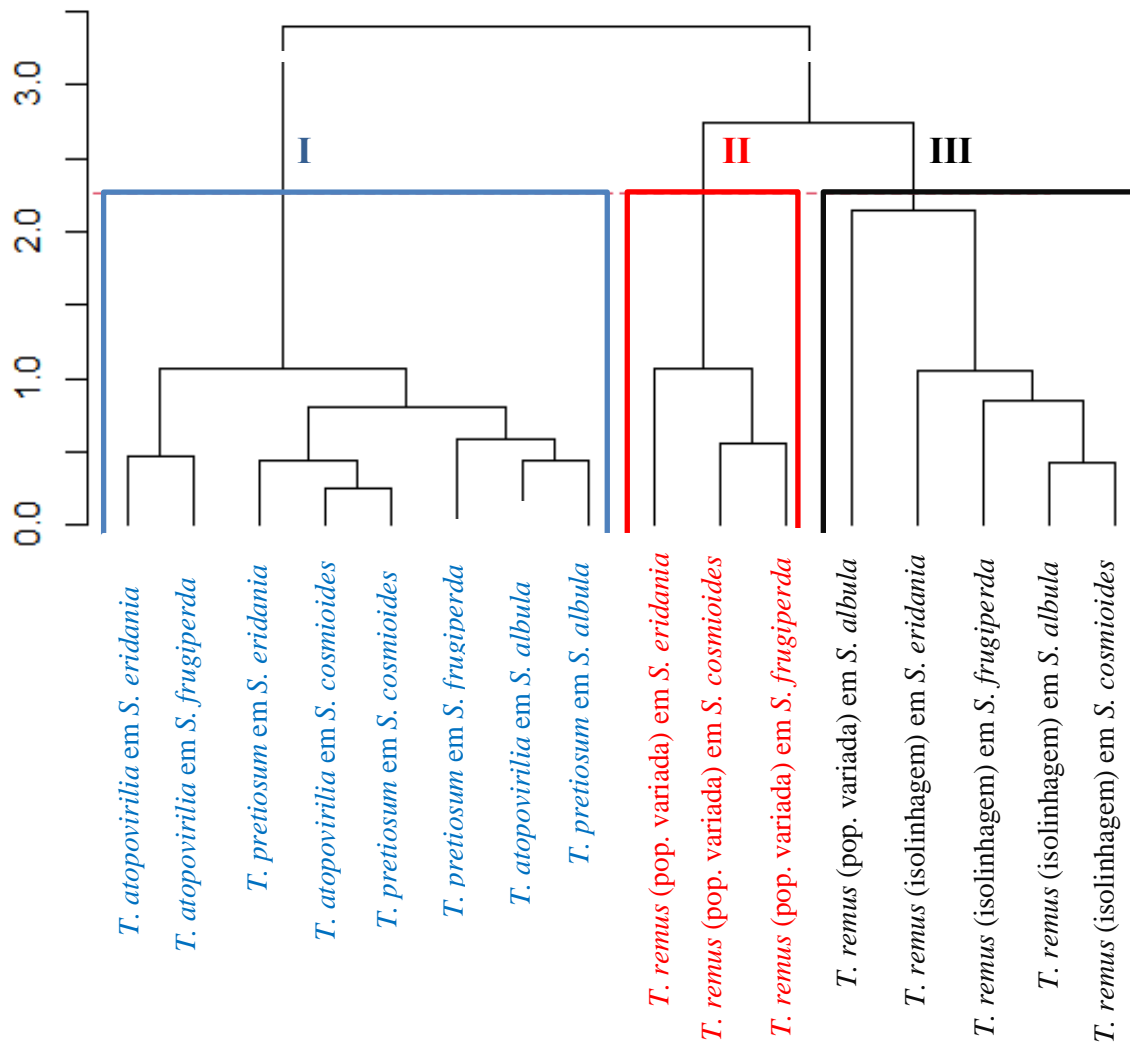 3.0
2.0
1.0
0.0
I
II
III
T. atopovirilia em S. eridania
T. atopovirilia em S. frugiperda
T. pretiosum em S. eridania
T. atopovirilia em S. cosmioides
T. pretiosum em S. cosmioides
T. pretiosum em S. frugiperda
T. atopovirilia em S. albula
T. pretiosum em S. albula
T. remus (pop. variada) em S. eridania
T. remus (pop. variada) em S. cosmioides
T. remus (pop. variada) em S. frugiperda
T. remus (pop. variada) em S. albula
T. remus (isolinhagem) em S. eridania
T. remus (isolinhagem) em S. frugiperda
T. remus (isolinhagem) em S. albula
T. remus (isolinhagem) em S. cosmioides